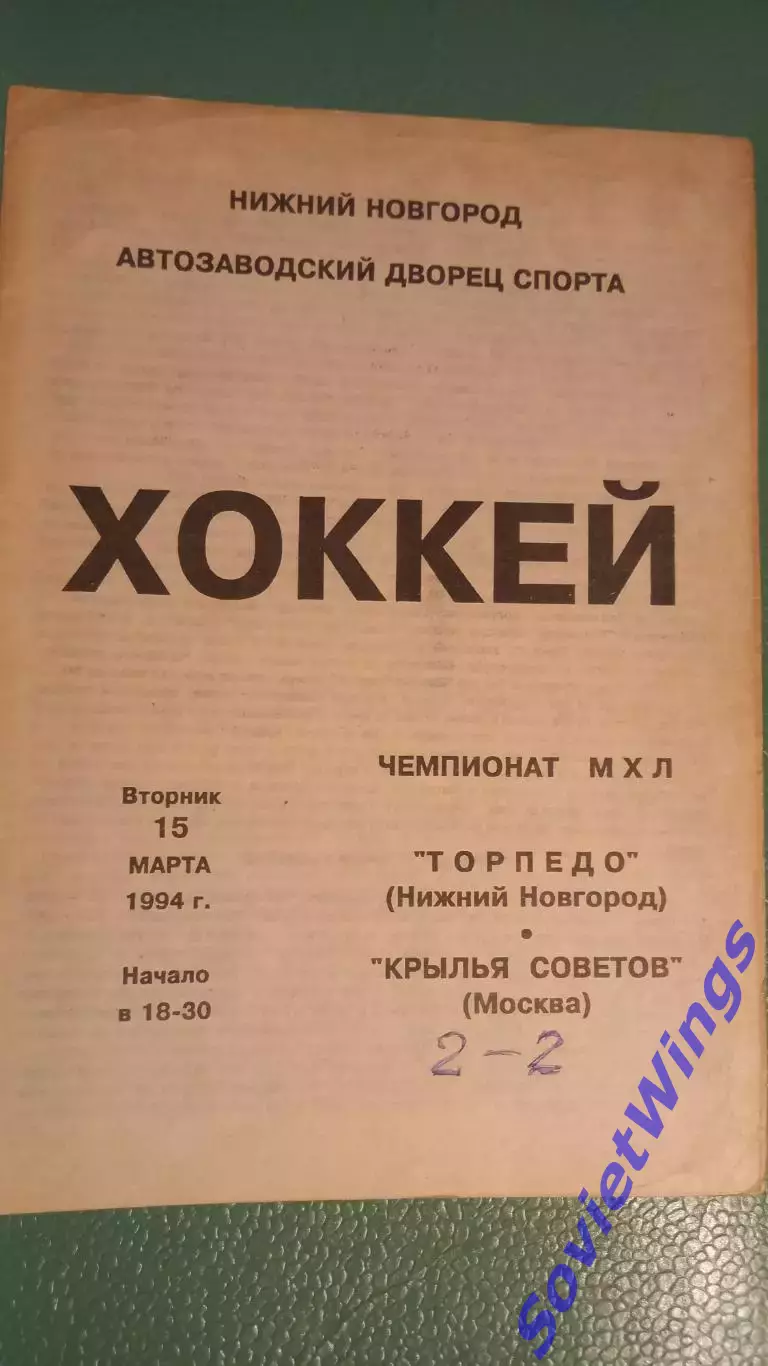 НИЖНИЙ НОВГОРОД
АВТОЗАВОДСКИЙ ДВОРЕЦ СПОРТА
ХОККЕЙ
Вторник
15
МАРТА
1994 г.
Начало
в 18-30
ЧЕМПИОНАТ МХЛ
"ТОРПЕДО"
(Нижний Новгород)
•
"КРЫЛЬЯ СОВЕТОВ"
(Москва)
2-2
SovietWings